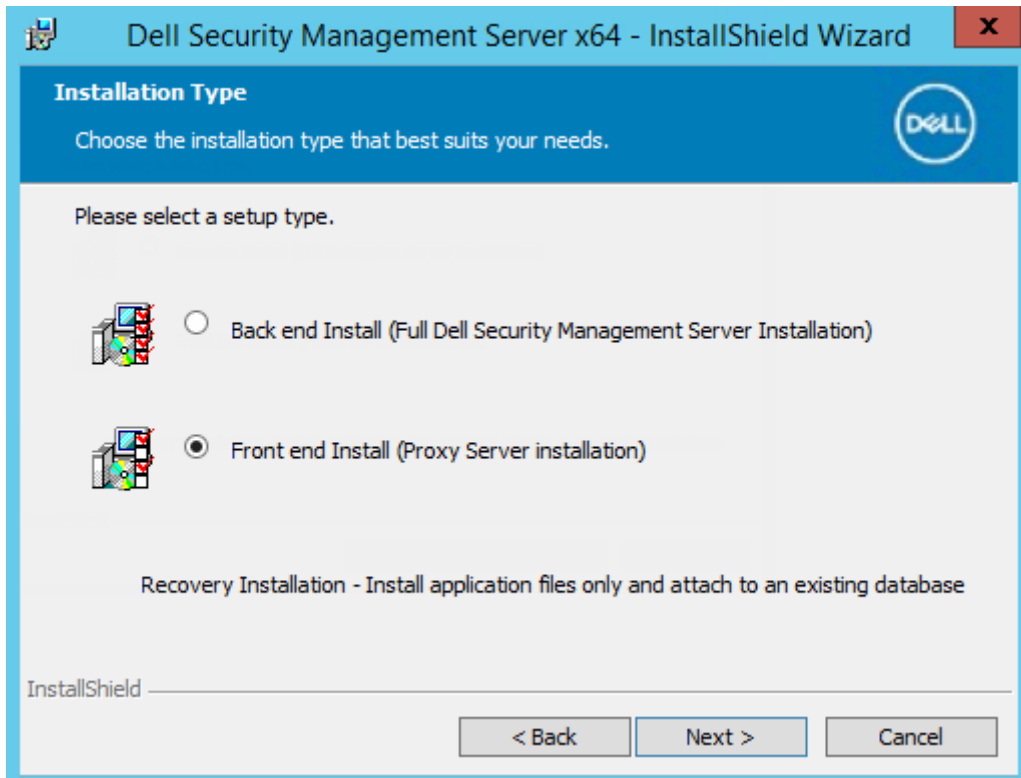 Dell Security Management Server x64 - InstallShield Wizard
x
Installation Type
Choose the installation type that best suits your needs.
DELL
Please select a setup type.
Back end Install (Full Dell Security Management Server Installation)
Front end Install (Proxy Server installation)
Recovery Installation - Install application files only and attach to an existing database
InstallShield
< Back
Next >
Cancel